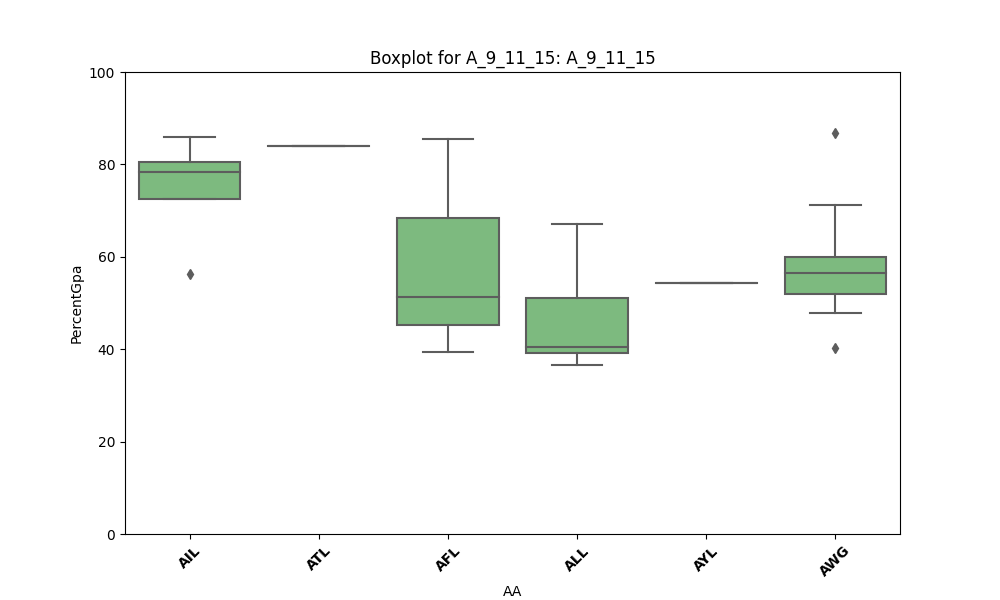 Boxplot for A_9_11_15: A_9_11_15
100
80
60
40
20
0
PercentGpa
AIL
ATL
AFL
ALL
AYL
AWG
AA